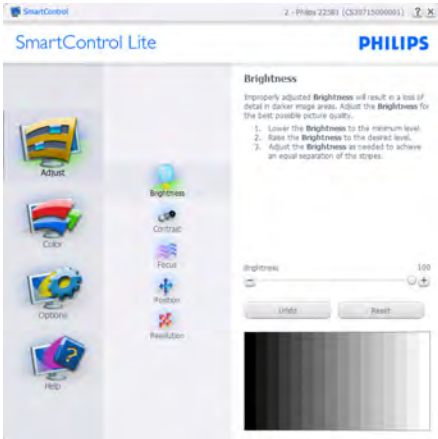 SmartControl
2 - Philips 225B1 (CS30715000001)
? X
SmartControl Lite
PHILIPS
Adjust
Color
Options
Help
Brightness
Contrast
Focus
Position
Resolution
Brightness
Improperly adjusted Brightness will result in a loss of
detail in darker image areas. Adjust the Brightness for
the best possible picture quality.
1. Lower the Brightness to the minimum level.
2. Raise the Brightness to the desired level.
3. Adjust the Brightness as needed to achieve
an equal separation of the stripes.
Brightness 100
Undo
Reset